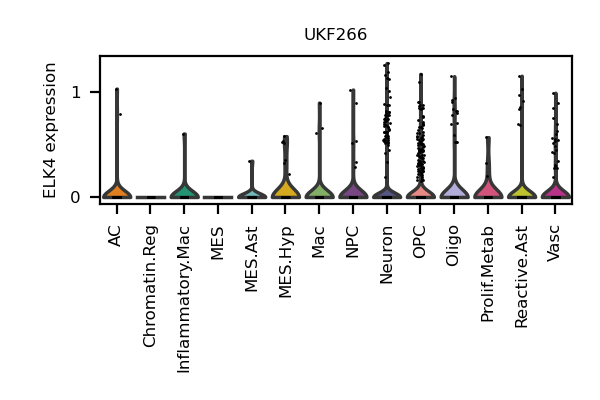 UKF266
ELK4 expression
1
0
AC
Chromatin.Reg
Inflammatory.Mac
MES
MES.Ast
MES.Hyp
Mac
NPC
Neuron
OPC
Oligo
Prolif.Metab
Reactive.Ast
Vasc